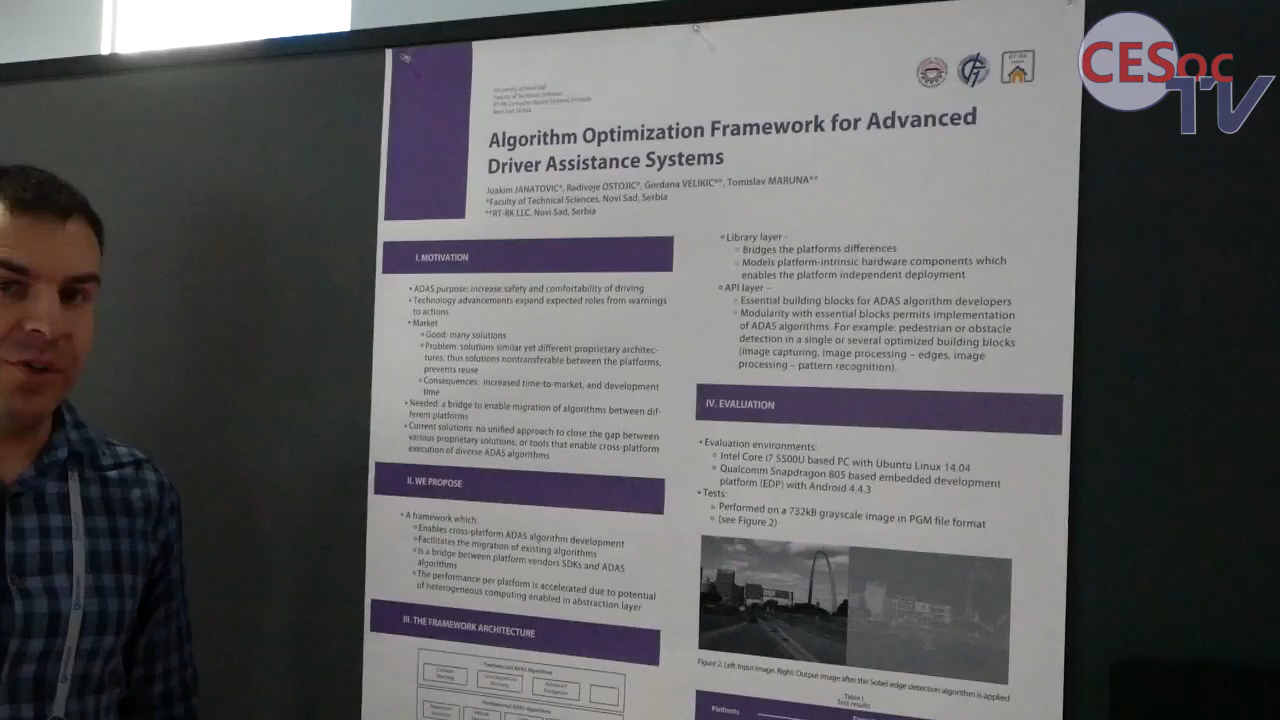 CESoc
TV
University of Novi Sad
Faculty of Technical Sciences
RT-RK Computer Based Systems Institute
Novi Sad, Serbia
RT-RK
Algorithm Optimization Framework for Advanced
Driver Assistance Systems
Joakim JANATOVIC*, Radivoje OSTOJIC*, Gordana VELIKIC**, Tomislav MARUNA**
*Faculty of Technical Sciences, Novi Sad, Serbia
**RT-RK LLC, Novi Sad, Serbia
I. MOTIVATION
• ADAS purpose: increase safety and comfortability of driving
• Technology advancements expand expected roles from warnings
to actions
• Market
Good: many solutions
Problem: solutions similar yet different proprietary architec-
tures, thus solutions nontransferable between the platforms,
prevents reuse
Consequences: increased time-to-market, and development
time
• Needed: a bridge to enable migration of algorithms between dif-
ferent platforms
• Current solutions: no unified approach to close the gap between
various proprietary solutions, or tools that enable cross-platform
execution of diverse ADAS algorithms
II. WE PROPOSE
• A framework which:
Enables cross-platform ADAS algorithm development
Facilitates the migration of existing algorithms
Is a bridge between platform vendors SDKs and ADAS
algorithms
The performance per platform is accelerated due to potential
of heterogeneous computing enabled in abstraction layer
III. THE FRAMEWORK ARCHITECTURE
Fundamental ADAS Algorithms
Fundamental ADAS Algorithms
Library layer -
Bridges the platforms differences
Models platform-intrinsic hardware components which
enables the platform independent deployment
API layer –
Essential building blocks for ADAS algorithm developers
Modularity with essential blocks permits implementation
of ADAS algorithms. For example: pedestrian or obstacle
detection in a single or several optimized building blocks
(image capturing, image processing – edges, image
processing – pattern recognition).
IV. EVALUATION
• Evaluation environments:
Intel Core i7 5500U based PC with Ubuntu Linux 14.04
Qualcomm Snapdragon 805 based embedded development
platform (EDP) with Android 4.4.3
• Tests:
Performed on a 732kB grayscale image in PGM file format
(see Figure 2)
Figure 2. Left: Input image. Right: Output image after the Sobel edge detection algorithm is applied
Table I
Test results
Platforms